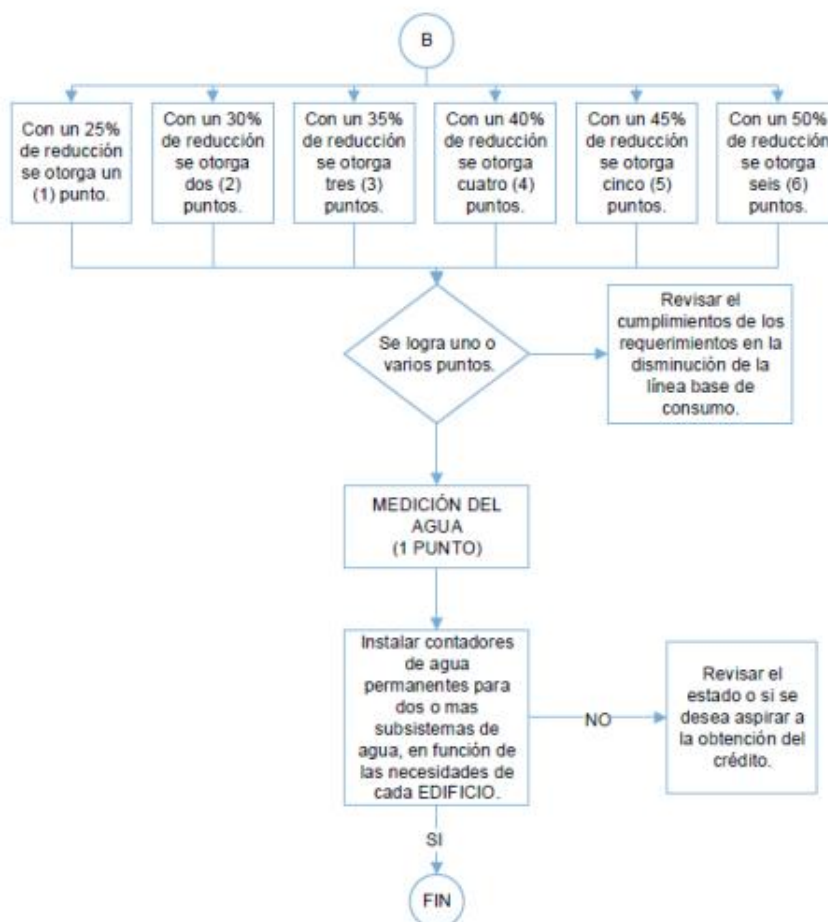 B
Con un 25%
de reducción
se otorga un
(1) punto.
Con un 30%
de reducción
se otorga
dos (2)
puntos.
Con un 35%
de reducción
se otorga
tres (3)
puntos.
Con un 40%
de reducción
se otorga
cuatro (4)
puntos.
Con un 45%
de reducción
se otorga
cinco (5)
puntos.
Con un 50%
de reducción
se otorga
seis (6)
puntos.
Se logra uno o
varios puntos.
Revisar el
cumplimientos de los
requerimientos en la
disminución de la
línea base de
consumo.
MEDICIÓN DEL
AGUA
(1 PUNTO)
Instalar contadores
de agua
permanentes para
dos o mas
subsistemas de
agua, en función de
las necesidades de
cada EDIFICIO.
NO
Revisar el
estado o si se
desea aspirar a
la obtención del
crédito.
SI
FIN